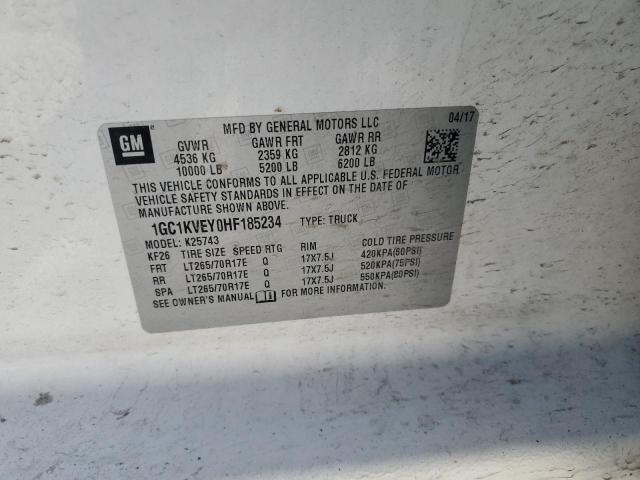 04/17
GM
MFD BY GENERAL MOTORS LLC
GVWR GAWR FRT GAWR RR
4536 KG 2359 KG 2812 KG
10000 LB 5200 LB 6200 LB
THIS VEHICLE CONFORMS TO ALL APPLICABLE U.S. FEDERAL MOTOR
VEHICLE SAFETY STANDARDS IN EFFECT ON THE DATE OF
MANUFACTURE SHOWN ABOVE.
1GC1KVEY0HF185234 TYPE: TRUCK
MODEL: K25743
KF26 TIRE SIZE SPEED RTG RIM COLD TIRE PRESSURE
FRT LT265/70R17E Q 17X7.5J 420KPA(60PSI)
RR LT265/70R17E Q 17X7.5J 520KPA(75PSI)
SPA LT265/70R17E Q 17X7.5J 550KPA(80PSI)
SEE OWNER'S MANUAL FOR MORE INFORMATION.